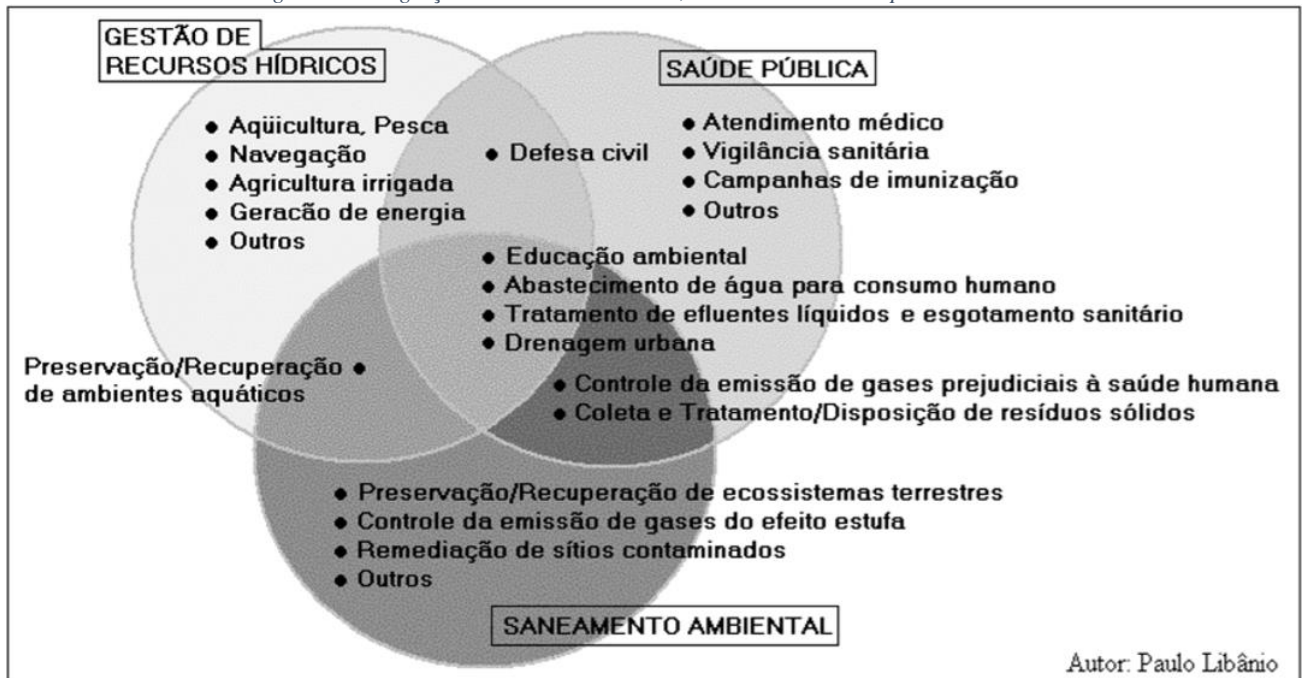 GESTÃO DE
RECURSOS HÍDRICOS
SAÚDE PÚBLICA
● Aqüicultura, Pesca
● Navegação
● Agricultura irrigada
● Geracão de energia
● Outros
● Defesa civil
● Atendimento médico
● Vigilância sanitária
● Campanhas de imunização
● Outros
● Educação ambiental
● Abastecimento de água para consumo humano
● Tratamento de efluentes líquidos e esgotamento sanitário
● Drenagem urbana
Preservação/Recuperação ●
de ambientes aquáticos
● Controle da emissão de gases prejudiciais à saúde humana
● Coleta e Tratamento/Disposição de resíduos sólidos
● Preservação/Recuperação de ecossistemas terrestres
● Controle da emissão de gases do efeito estufa
● Remediação de sítios contaminados
● Outros
SANEAMENTO AMBIENTAL
Autor: Paulo Libânio